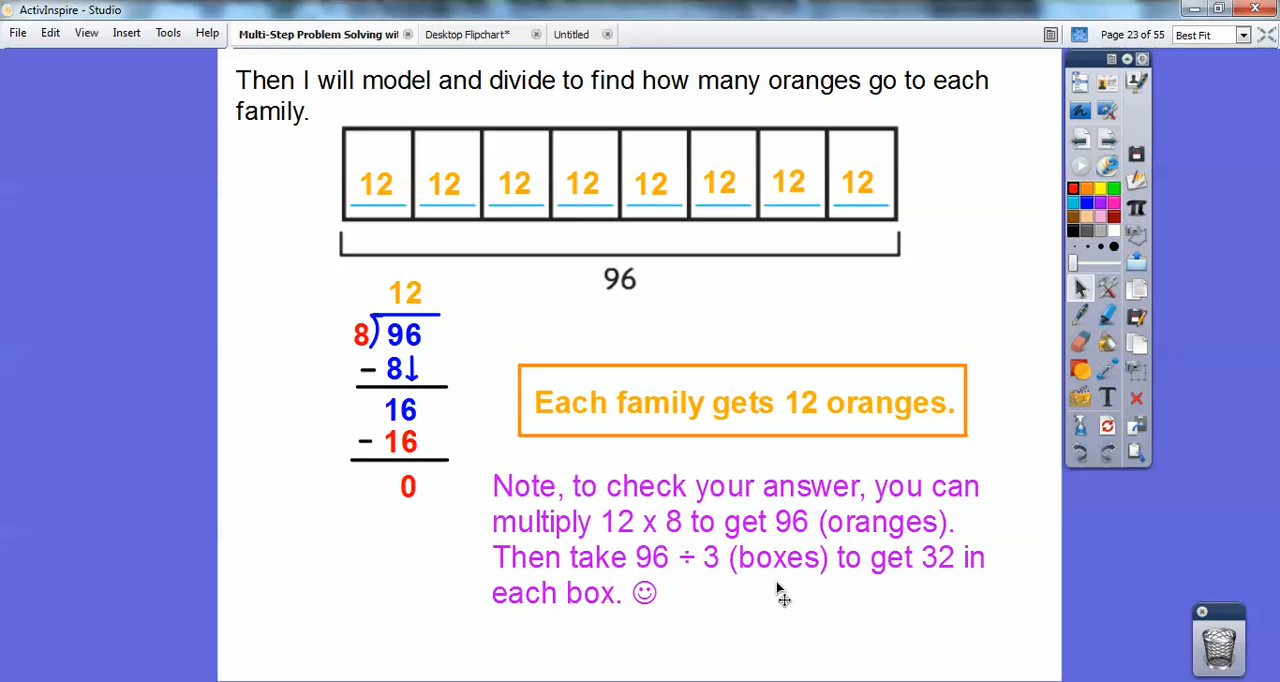 ActivInspire - Studio
File Edit View Insert Tools Help
Multi-Step Problem Solving wit Desktop Flipchart* Untitled
Page 23 of 55 Best Fit
Then I will model and divide to find how many oranges go to each
family.
12 12 12 12 12 12 12 12
96
12
8)96
− 8↓
16
− 16
0
Each family gets 12 oranges.
Note, to check your answer, you can
multiply 12 x 8 to get 96 (oranges).
Then take 96 ÷ 3 (boxes) to get 32 in
each box. ☺